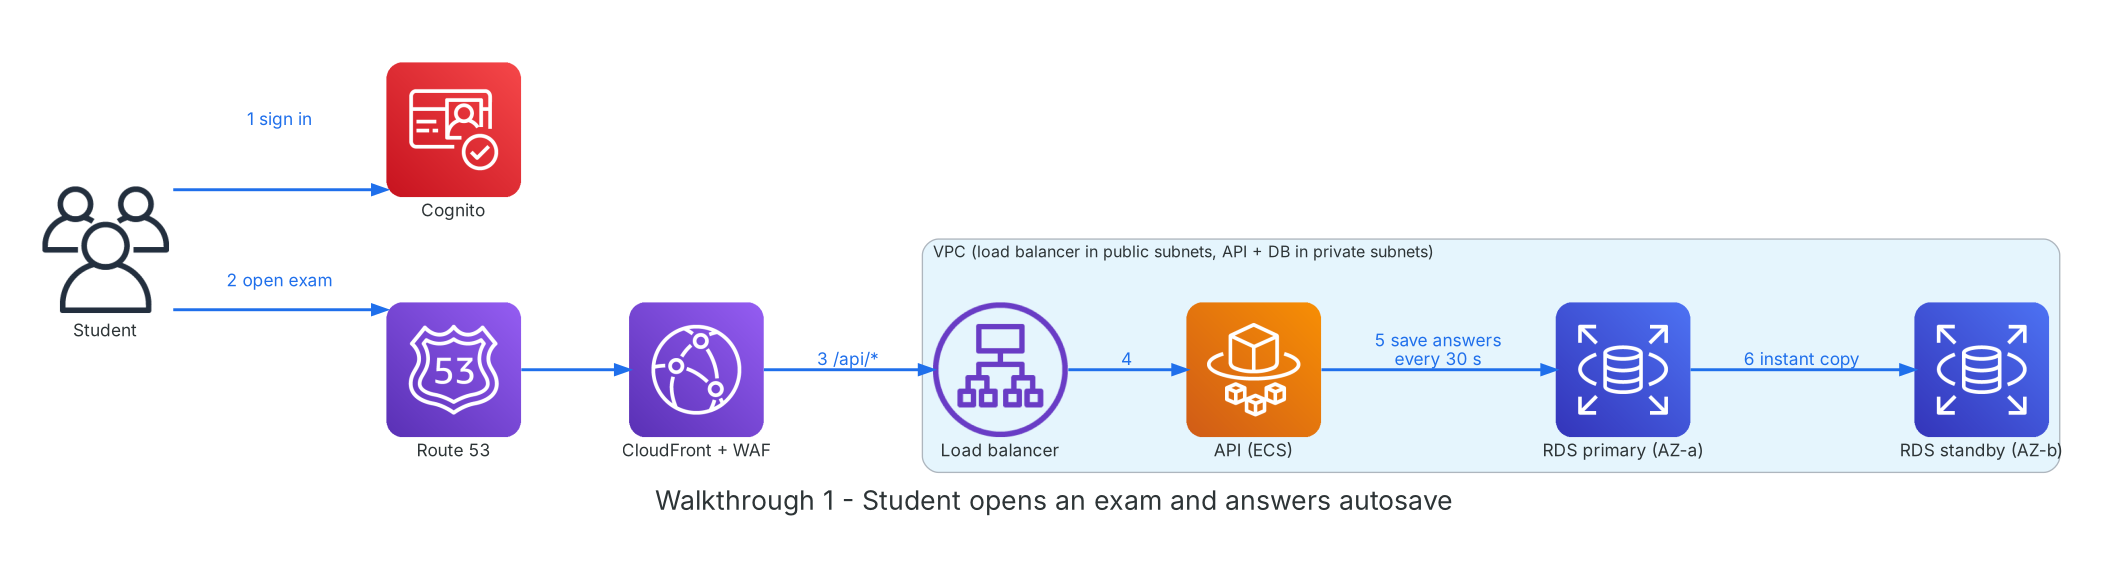 1 sign in
Cognito
Student
2 open exam
53
Route 53
CloudFront + WAF
3 /api/*
VPC (load balancer in public subnets, API + DB in private subnets)
Load balancer
4
API (ECS)
5 save answers
every 30 s
RDS primary (AZ-a)
6 instant copy
RDS standby (AZ-b)
Walkthrough 1 - Student opens an exam and answers autosave